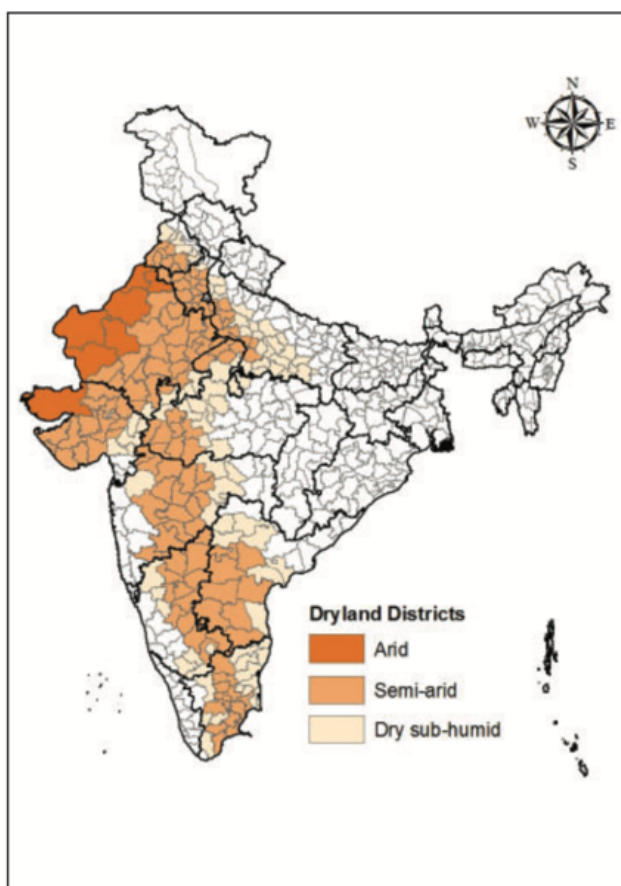 N
W E
S
Dryland Districts
Arid
Semi-arid
Dry sub-humid